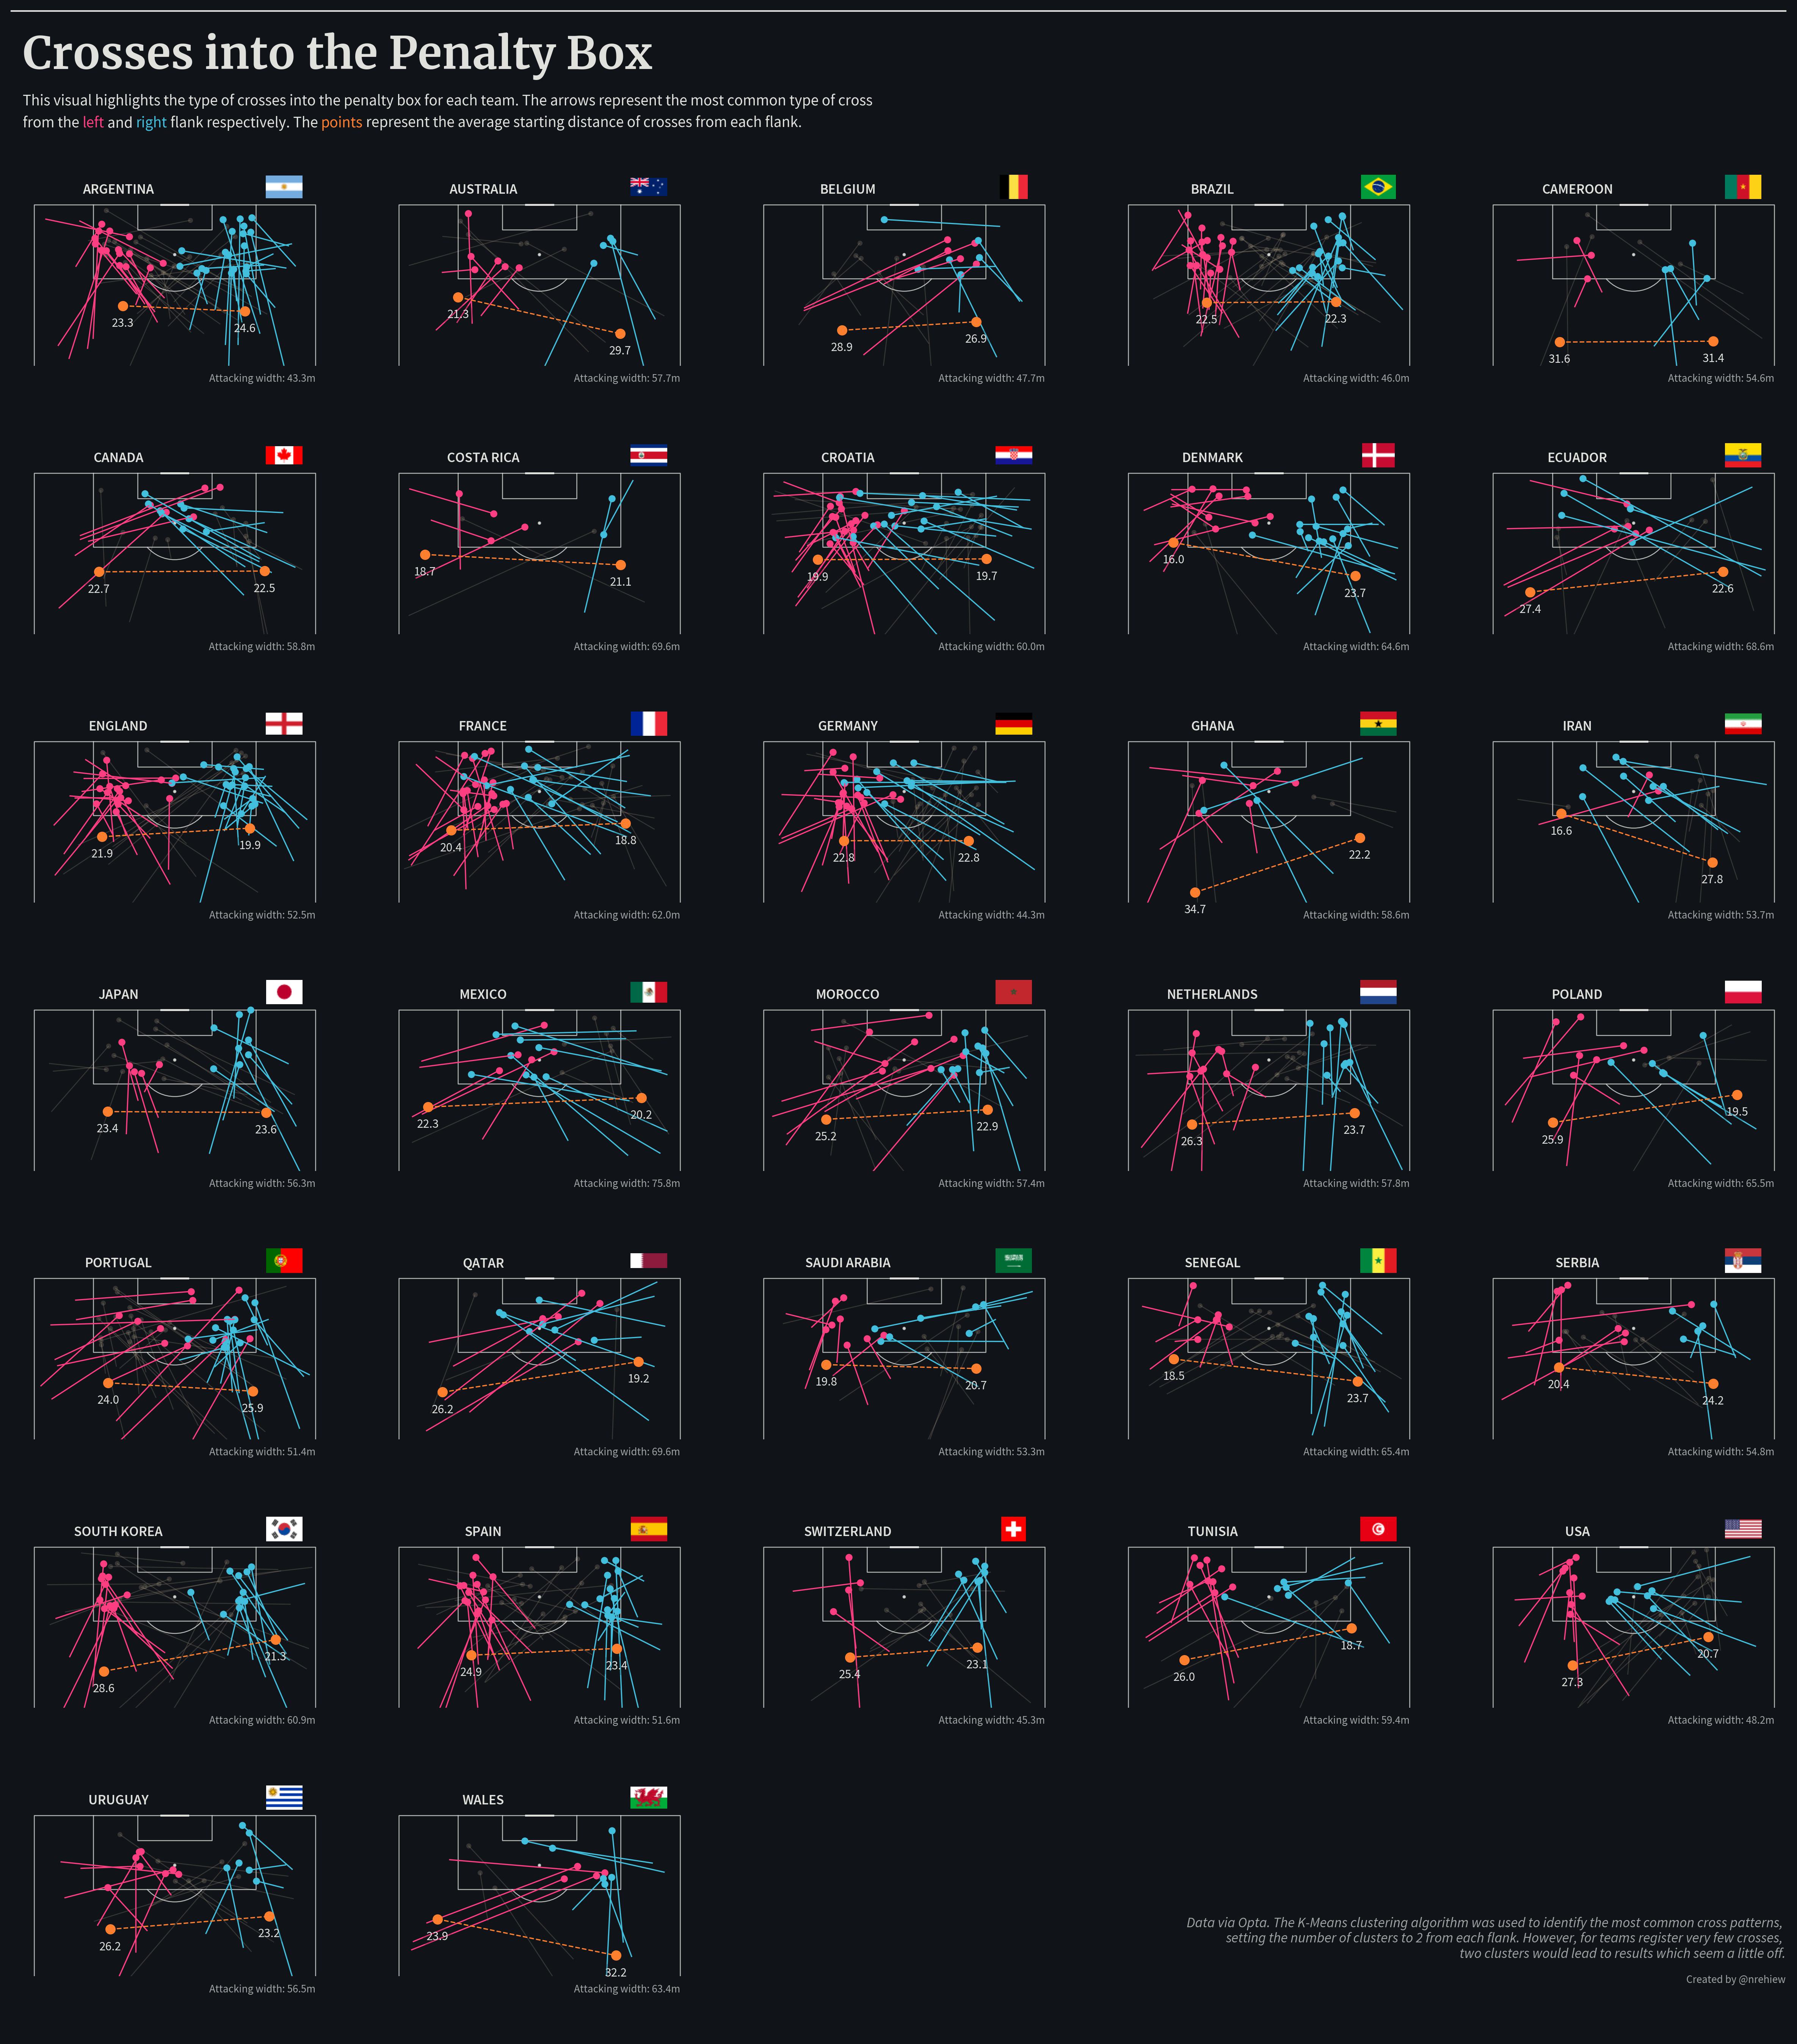 Crosses into the Penalty Box
This visual highlights the type of crosses into the penalty box for each team. The arrows represent the most common type of cross
from the left and right flank respectively. The points represent the average starting distance of crosses from each flank.
ARGENTINA
23.3
24.6
Attacking width: 43.3m
AUSTRALIA
21.3
29.7
Attacking width: 57.7m
BELGIUM
28.9
26.9
Attacking width: 47.7m
BRAZIL
22.5
22.3
Attacking width: 46.0m
CAMEROON
31.6
31.4
Attacking width: 54.6m
CANADA
22.7
22.5
Attacking width: 58.8m
COSTA RICA
18.7
21.1
Attacking width: 69.6m
CROATIA
19.9
19.7
Attacking width: 60.0m
DENMARK
16.0
23.7
Attacking width: 64.6m
ECUADOR
27.4
22.6
Attacking width: 68.6m
ENGLAND
21.9
19.9
Attacking width: 52.5m
FRANCE
20.4
18.8
Attacking width: 62.0m
GERMANY
22.8
22.8
Attacking width: 44.3m
GHANA
34.7
22.2
Attacking width: 58.6m
IRAN
16.6
27.8
Attacking width: 53.7m
JAPAN
23.4
23.6
Attacking width: 56.3m
MEXICO
22.3
20.2
Attacking width: 75.8m
MOROCCO
25.2
22.9
Attacking width: 57.4m
NETHERLANDS
26.3
23.7
Attacking width: 57.8m
POLAND
25.9
19.5
Attacking width: 65.5m
PORTUGAL
24.0
25.9
Attacking width: 51.4m
QATAR
26.2
19.2
Attacking width: 69.6m
SAUDI ARABIA
19.8
20.7
Attacking width: 53.3m
SENEGAL
18.5
23.7
Attacking width: 65.4m
SERBIA
20.4
24.2
Attacking width: 54.8m
SOUTH KOREA
28.6
21.3
Attacking width: 60.9m
SPAIN
24.9
23.4
Attacking width: 51.6m
SWITZERLAND
25.4
23.1
Attacking width: 45.3m
TUNISIA
26.0
18.7
Attacking width: 59.4m
USA
27.3
20.7
Attacking width: 48.2m
URUGUAY
26.2
23.2
Attacking width: 56.5m
WALES
23.9
32.2
Attacking width: 63.4m
Data via Opta. The K-Means clustering algorithm was used to identify the most common cross patterns,
setting the number of clusters to 2 from each flank. However, for teams register very few crosses,
two clusters would lead to results which seem a little off.
Created by @nrehiew